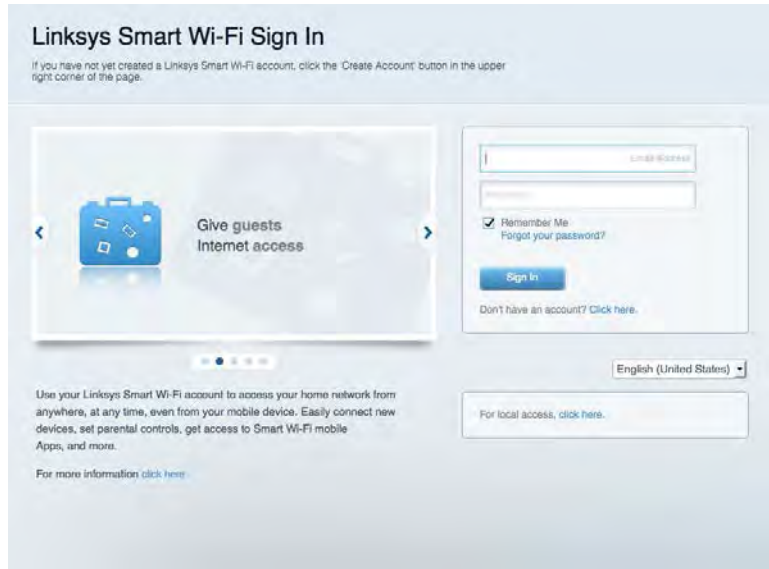 Linksys Smart Wi-Fi Sign In
If you have not yet created a Linksys Smart Wi-Fi account, click the 'Create Account' button in the upper
right corner of the page.
Give guests
Internet access
Email Address
Remember Me
Forgot your password?
Sign In
Don't have an account? Click here.
English (United States)
Use your Linksys Smart Wi-Fi account to access your home network from
anywhere, at any time, even from your mobile device. Easily connect new
devices, set parental controls, get access to Smart Wi-Fi mobile
Apps, and more.
For local access, click here.
For more information click here